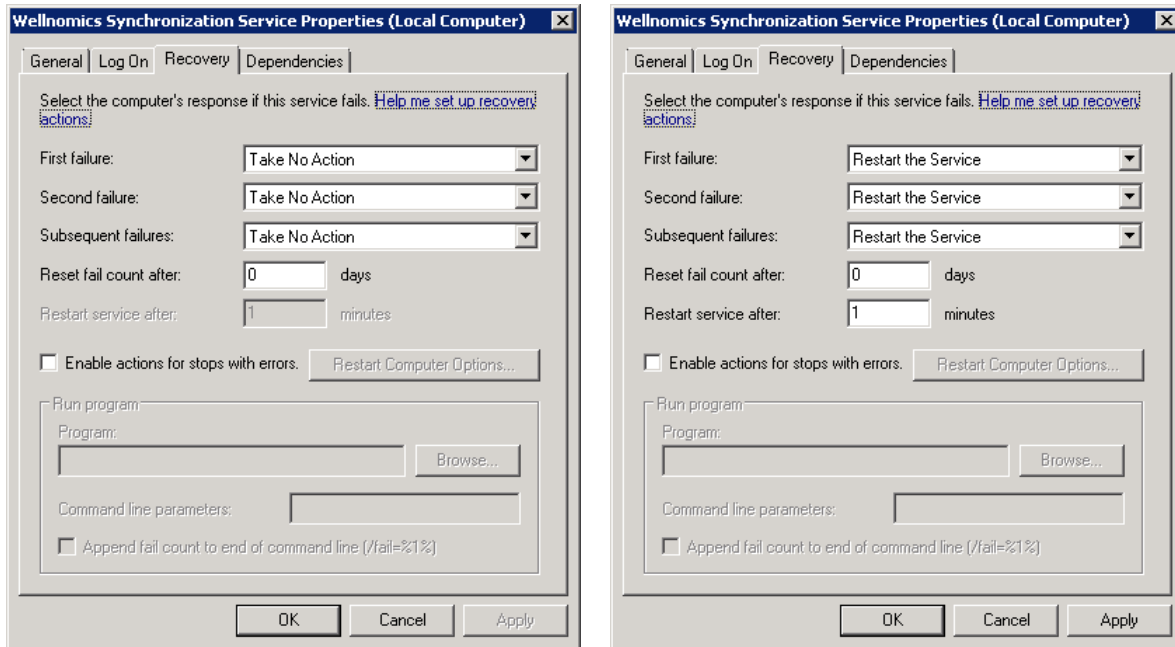 Wellnomics Synchronization Service Properties (Local Computer)
General Log On Recovery Dependencies
Select the computer's response if this service fails. Help me set up recovery
actions.
First failure: Take No Action
Second failure: Take No Action
Subsequent failures: Take No Action
Reset fail count after: 0 days
Restart service after: 1 minutes
Enable actions for stops with errors. Restart Computer Options...
Run program
Program:
Browse...
Command line parameters:
Append fail count to end of command line (/fail=%1%)
OK Cancel Apply
Wellnomics Synchronization Service Properties (Local Computer)
General Log On Recovery Dependencies
Select the computer's response if this service fails. Help me set up recovery
actions.
First failure: Restart the Service
Second failure: Restart the Service
Subsequent failures: Restart the Service
Reset fail count after: 0 days
Restart service after: 1 minutes
Enable actions for stops with errors. Restart Computer Options...
Run program
Program:
Browse...
Command line parameters:
Append fail count to end of command line (/fail=%1%)
OK Cancel Apply